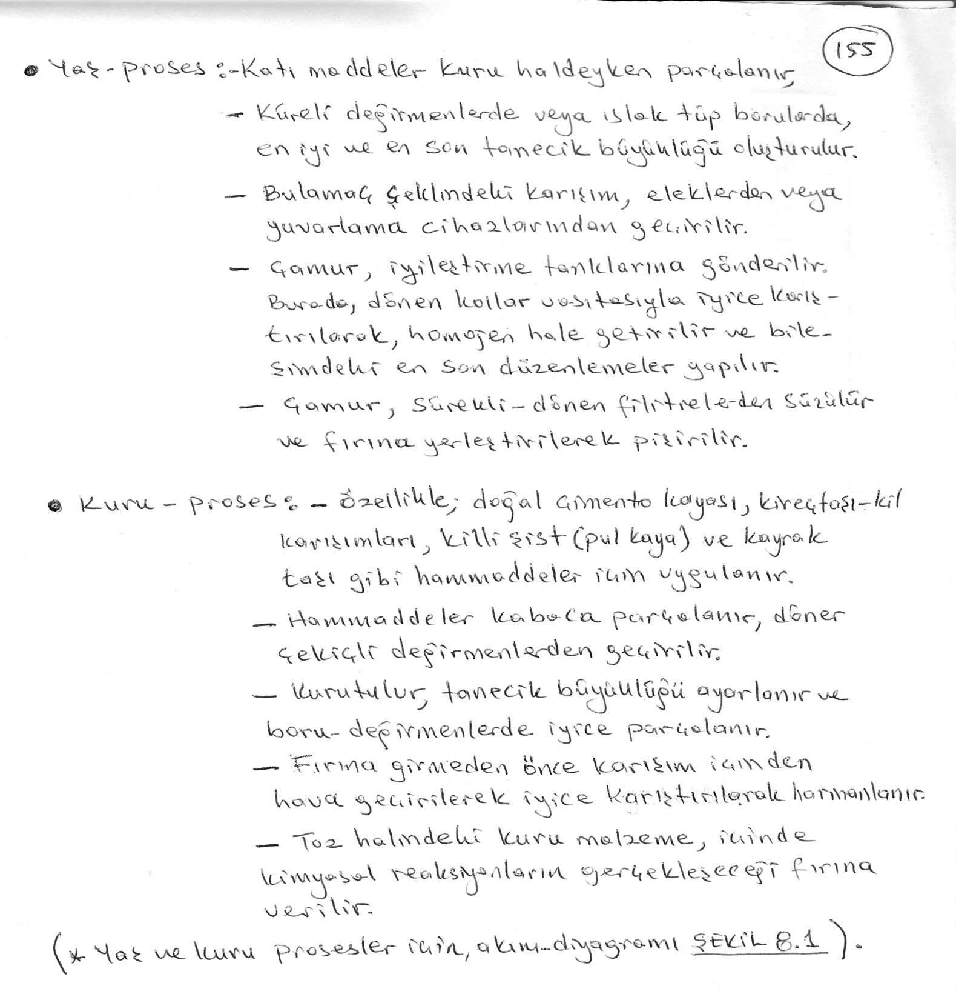 155
• Yaş-proses :-Katı maddeler kuru haldeyken parçalanır,
- Küreli değirmenlerde veya ıslak tüp borularda,
en iyi ve en son tanecik büyüklüğü oluşturulur.
- Bulamaç şeklindeki karışım, eleklerden veya
yuvarlama cihazlarından geçirilir.
- Çamur, iyileştirme tanklarına gönderilir.
Burada, dönen kollar vasıtasıyla iyice karış-
tırılarak, homojen hale getirilir ve bile-
şimdeki en son düzenlemeler yapılır.
- Çamur, sürekli-dönen filitrelerden süzülür
ve fırına yerleştirilerek pişirilir.
• Kuru-proses: - Özellikle; doğal çimento kayası, kireçtaşı-kil
karışımları, killi şist (pul kaya) ve kayrak
taşı gibi hammaddeler için uygulanır.
- Hammaddeler kabaca parçalanır, döner
çekiçli değirmenlerden geçirilir.
- Kurutulur, tanecik büyüklüğü ayarlanır ve
boru-değirmenlerde iyice parçalanır.
- Fırına girmeden önce karışım içinden
hava geçirilerek iyice karıştırılarak harmanlanır.
- Toz halindeki kuru malzeme, içinde
kimyasal reaksiyonların gerçekleşeceği fırına
verilir.
(* Yaş ve kuru prosesler için, akım-diyagramı ŞEKİL 8.1).